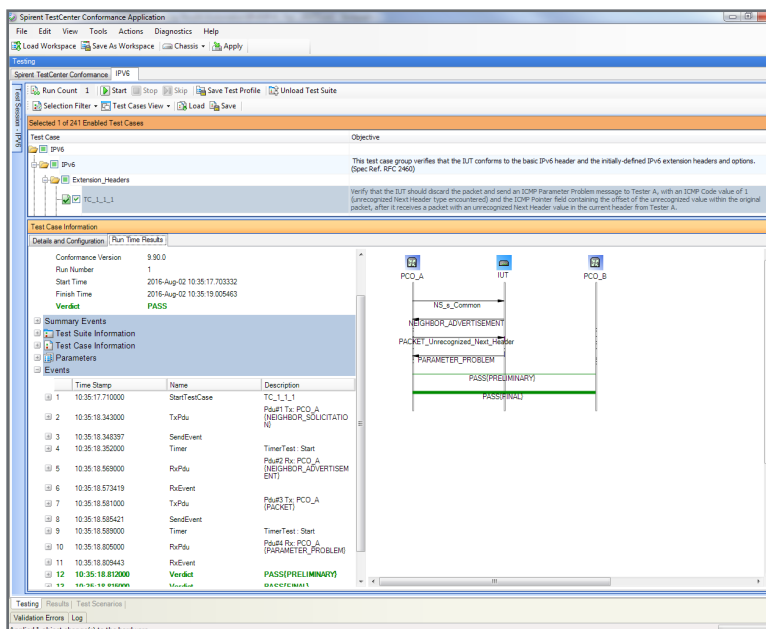 Spirent TestCenter Conformance Application
File Edit View Tools Actions Diagnostics Help
Load Workspace Save As Workspace Chassis Apply
Testing
Spirent TestCenter Conformance IPV6
Test Session - IPV6
Run Count 1 Start Stop Skip Save Test Profile Unload Test Suite
Selection Filter Test Cases View Load Save
Selected 1 of 241 Enabled Test Cases
Test Case Objective
IPV6
IPv6 This test case group verifies that the IUT conforms to the basic IPv6 header and the initially-defined IPv6 extension headers and options.
(Spec Ref. RFC 2460)
Extension_Headers
TC_1_1_1 Verify that the IUT should discard the packet and send an ICMP Parameter Problem message to Tester A, with an ICMP Code value of 1
(unrecognized Next Header type encountered) and the ICMP Pointer field containing the offset of the unrecognized value within the original
packet, after it receives a packet with an unrecognized Next Header value in the current header from Tester A.
Test Case Information
Details and Configuration Run Time Results
Conformance Version 9.90.0
Run Number 1
Start Time 2016-Aug-02 10:35:17.703332
Finish Time 2016-Aug-02 10:35:19.005463
Verdict PASS
Summary Events
Test Suite Information
Test Case Information
Parameters
Events
Time Stamp Name Description
1 10:35:17.710000 StartTestCase TC_1_1_1
2 10:35:18.343000 TxPdu Pdu#1 Tx: PCO_A
(NEIGHBOR_SOLICITATIO
N)
3 10:35:18.348397 SendEvent
4 10:35:18.352000 Timer TimerTest : Start
5 10:35:18.569000 RxPdu Pdu#2 Rx: PCO_A
(NEIGHBOR_ADVERTISEM
ENT)
6 10:35:18.573419 RxEvent
7 10:35:18.581000 TxPdu Pdu#3 Tx: PCO_A
(PACKET)
8 10:35:18.585421 SendEvent
9 10:35:18.589000 Timer TimerTest : Start
10 10:35:18.805000 RxPdu Pdu#4 Rx: PCO_A
(PARAMETER_PROBLEM)
11 10:35:18.809443 RxEvent
12 10:35:18.812000 Verdict PASS(PRELIMINARY)
PCO_A IUT PCO_B
NS_s_Common
NEIGHBOR_ADVERTISEMENT
PACKET_Unrecognized_Next_Header
PARAMETER_PROBLEM
PASS(PRELIMINARY)
PASS(FINAL)
Testing Results Test Scenarios
Validation Errors Log